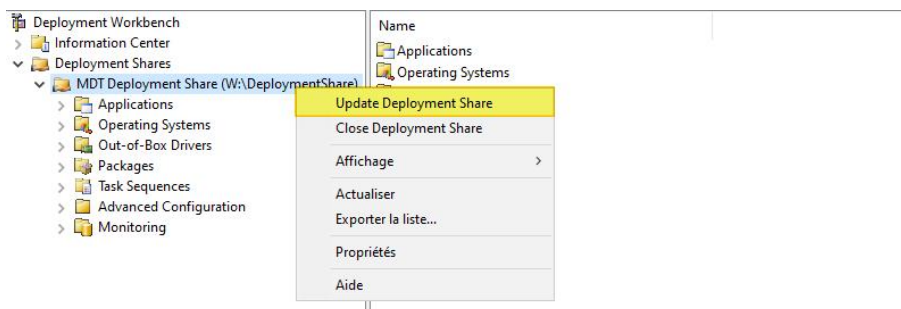 Deployment Workbench
Information Center
Deployment Shares
MDT Deployment Share (W:\DeploymentShare)
Applications
Operating Systems
Out-of-Box Drivers
Packages
Task Sequences
Advanced Configuration
Monitoring
Name
Applications
Operating Systems
Update Deployment Share
Close Deployment Share
Affichage
Actualiser
Exporter la liste...
Propriétés
Aide